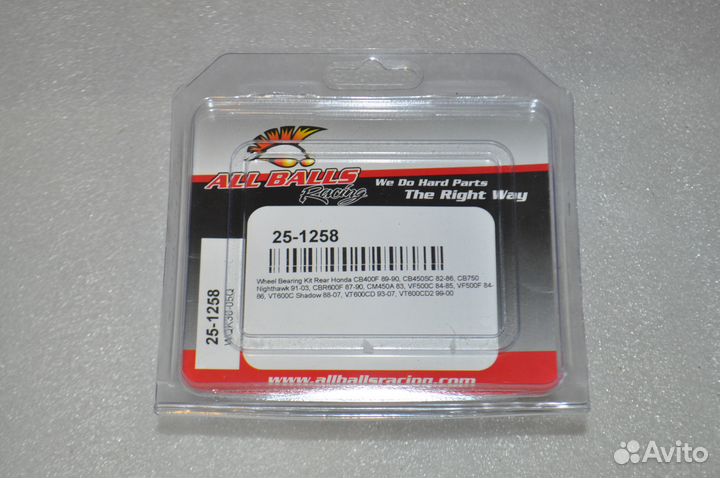 ALL BALLS
Racing
We Do Hard Parts
The Right Way
25-1258
Wheel Bearing Kit Rear Honda CB400F 89-90, CB450SC 82-86, CB750
Nighthawk 91-03, CBR600F 87-90, CM450A 83, VF500C 84-85, VF500F 84-
86, VT600C Shadow 88-07, VT600CD 93-07, VT600CD2 99-00
25-1258
www.allballsracing.com
Avito